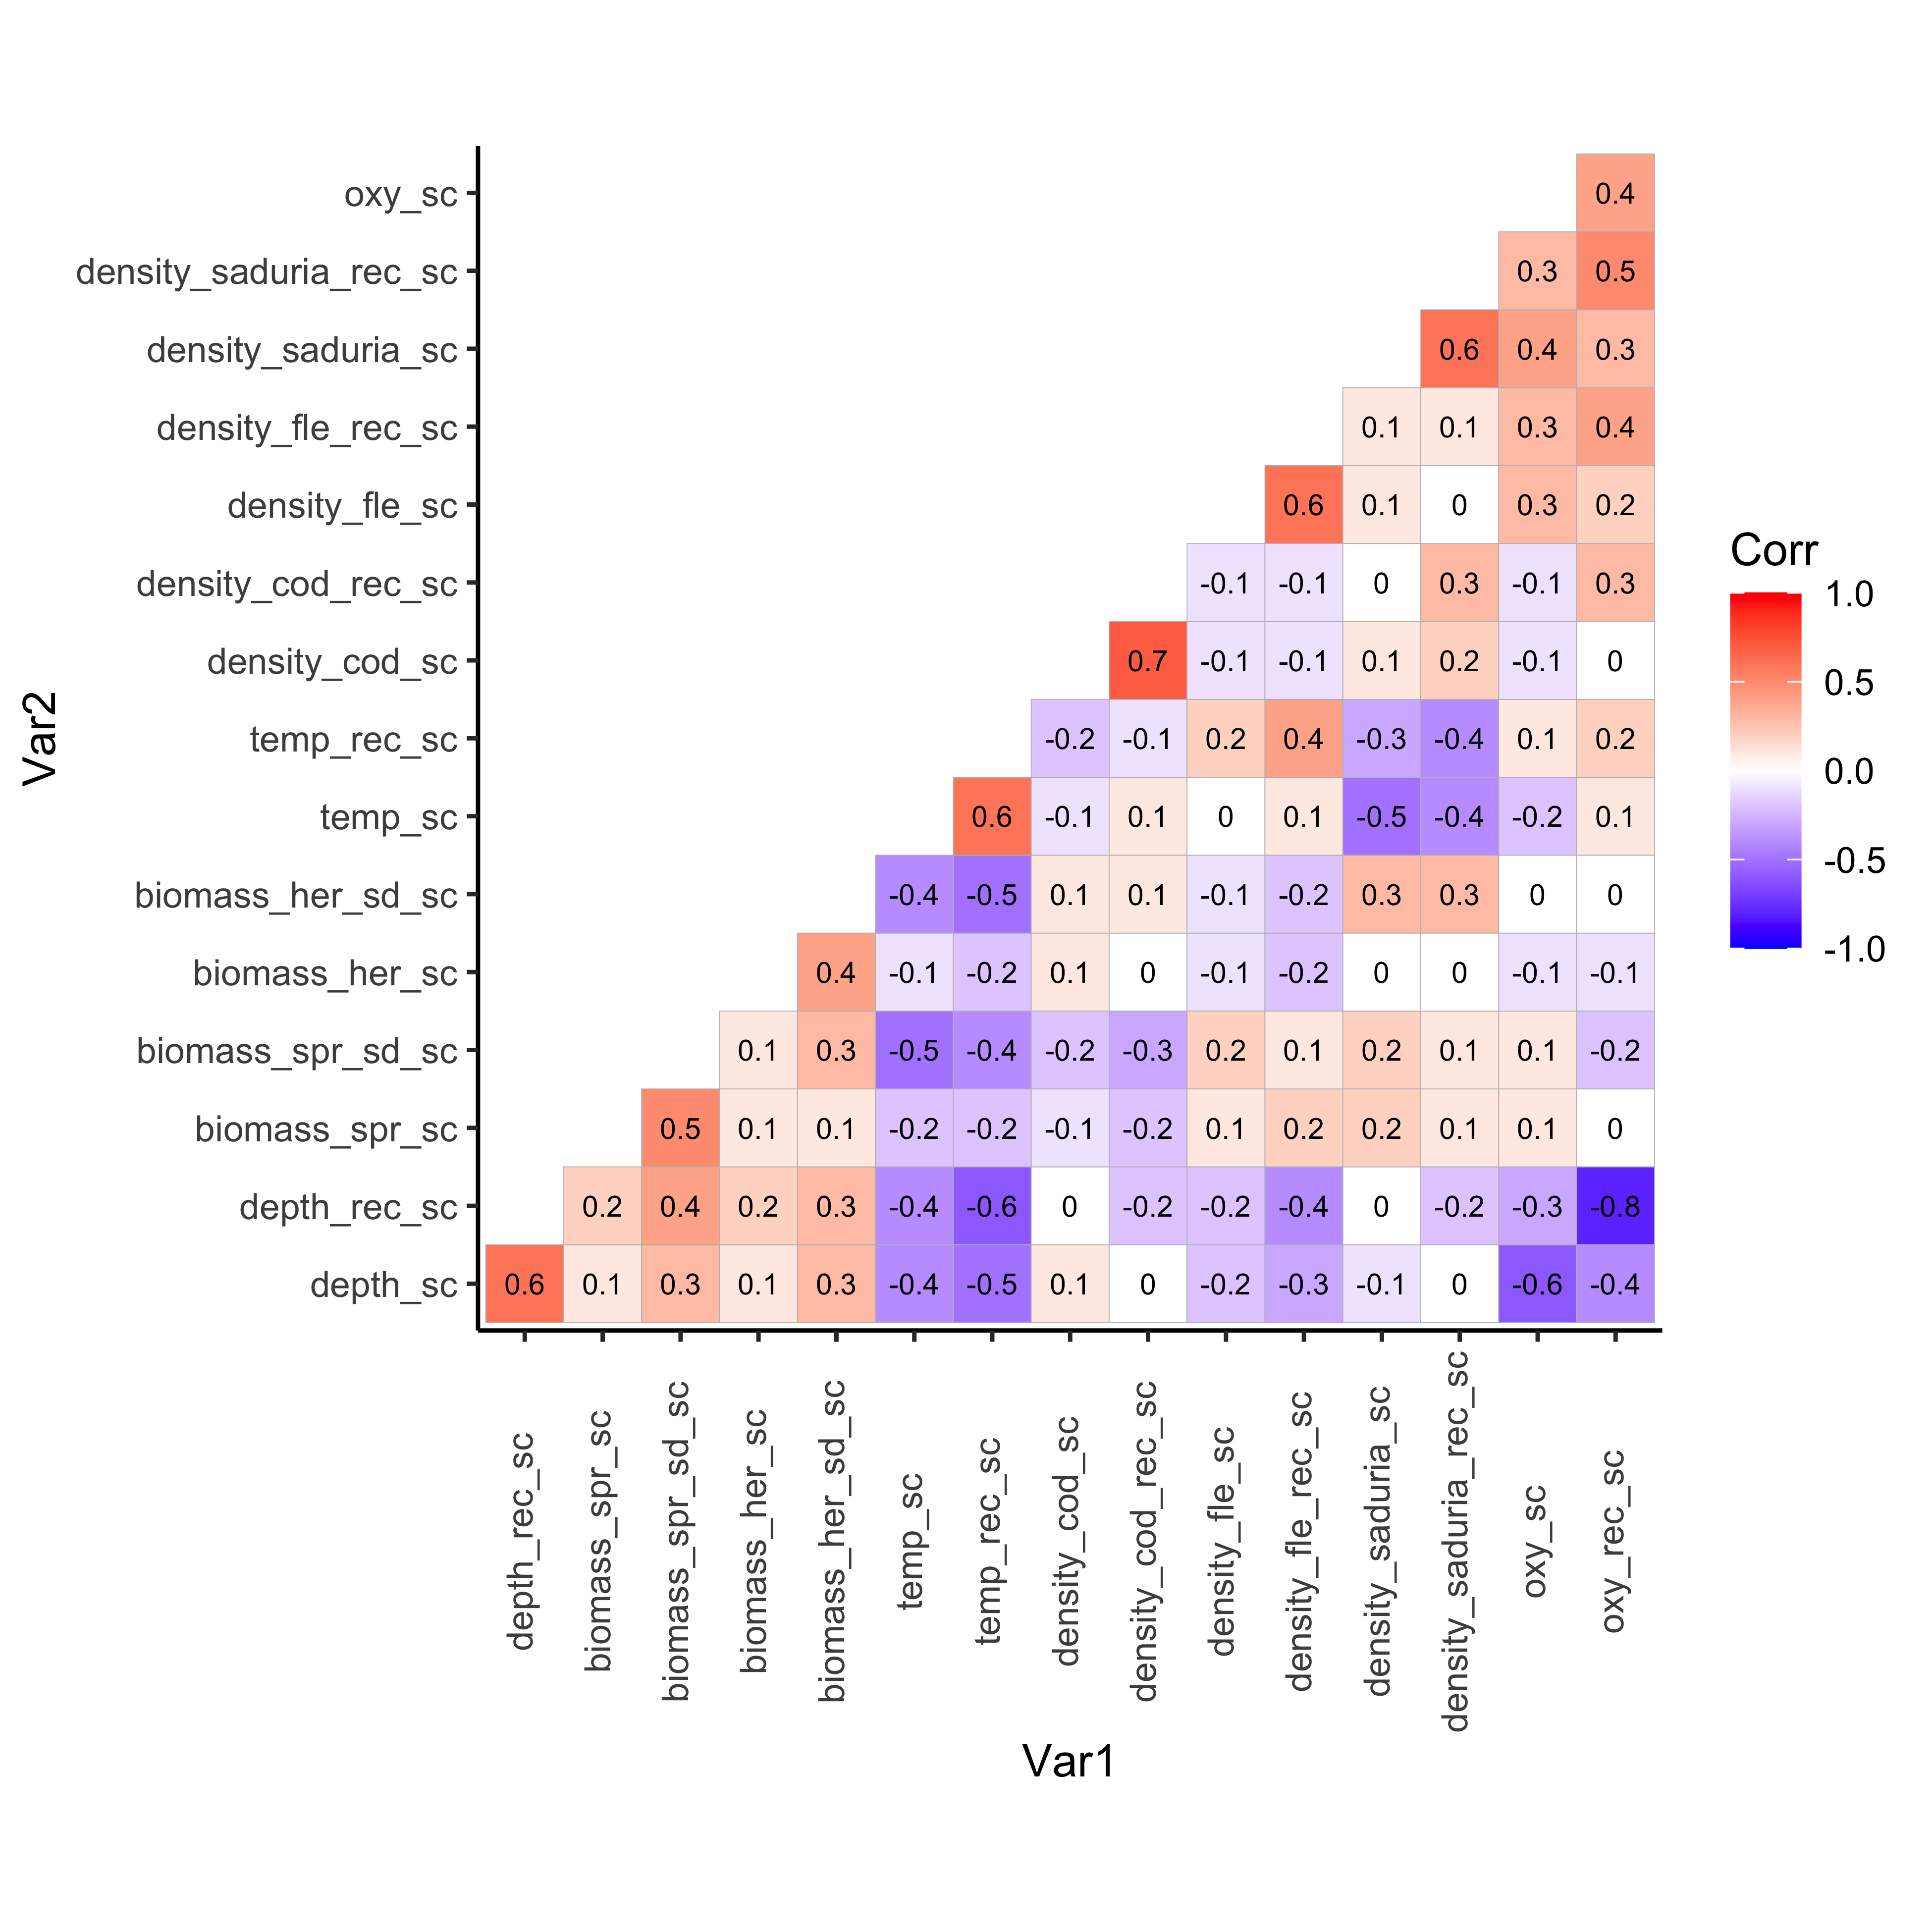 oxy_sc 0.4
density_saduria_rec_sc 0.3 0.5
density_saduria_sc 0.6 0.4 0.3
density_fle_rec_sc 0.1 0.1 0.3 0.4
density_fle_sc 0.6 0.1 0 0.3 0.2
density_cod_rec_sc -0.1 -0.1 0 0.3 -0.1 0.3
density_cod_sc 0.7 -0.1 -0.1 0.1 0.2 -0.1 0
temp_rec_sc -0.2 -0.1 0.2 0.4 -0.3 -0.4 0.1 0.2
temp_sc 0.6 -0.1 0.1 0 0.1 -0.5 -0.4 -0.2 0.1
biomass_her_sd_sc -0.4 -0.5 0.1 0.1 -0.1 -0.2 0.3 0.3 0 0
biomass_her_sc 0.4 -0.1 -0.2 0.1 0 -0.1 -0.2 0 0 -0.1 -0.1
biomass_spr_sd_sc 0.1 0.3 -0.5 -0.4 -0.2 -0.3 0.2 0.1 0.2 0.1 0.1 -0.2
biomass_spr_sc 0.5 0.1 0.1 -0.2 -0.2 -0.1 -0.2 0.1 0.2 0.2 0.1 0.1 0
depth_rec_sc 0.2 0.4 0.2 0.3 -0.4 -0.6 0 -0.2 -0.2 -0.4 0 -0.2 -0.3 -0.8
depth_sc 0.6 0.1 0.3 0.1 0.3 -0.4 -0.5 0.1 0 -0.2 -0.3 -0.1 0 -0.6 -0.4
Var2
depth_rec_sc
biomass_spr_sc
biomass_spr_sd_sc
biomass_her_sc
biomass_her_sd_sc
temp_sc
temp_rec_sc
density_cod_sc
density_cod_rec_sc
density_fle_sc
density_fle_rec_sc
density_saduria_sc
density_saduria_rec_sc
oxy_sc
oxy_rec_sc
Var1
Corr
1.0
0.5
0.0
-0.5
-1.0